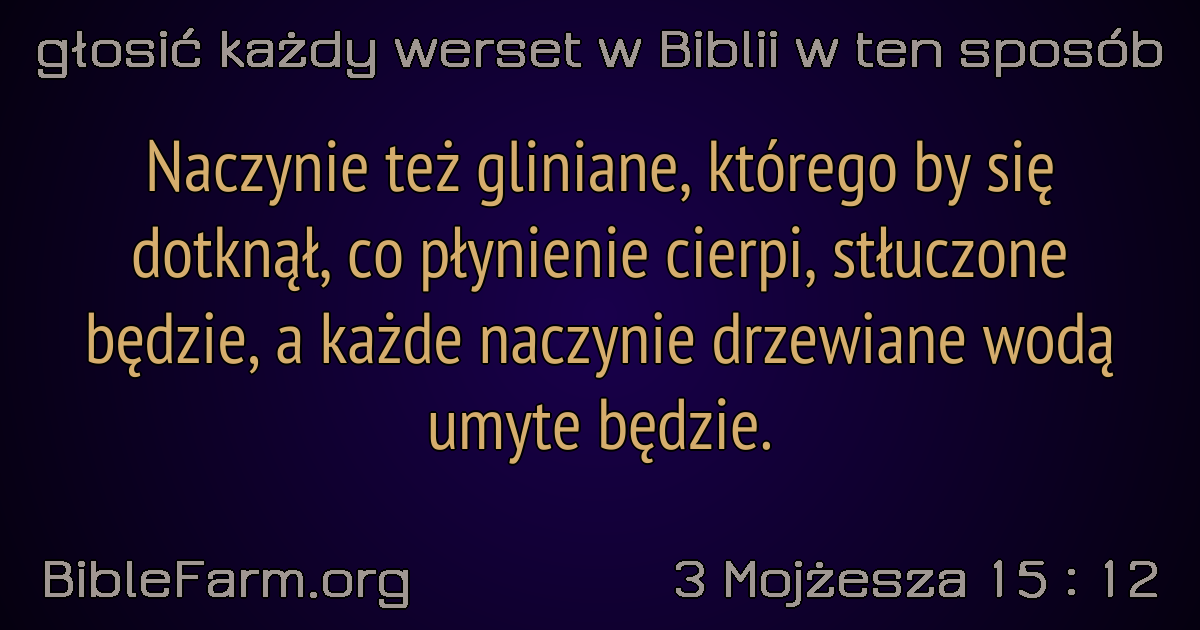 głosić każdy werset w Biblii w ten sposób
Naczynie też gliniane, którego by się
dotknął, co płynienie cierpi, stłuczone
będzie, a każde naczynie drzewiane wodą
umyte będzie.
BibleFarm.org
3 Mojżesza 15 : 12